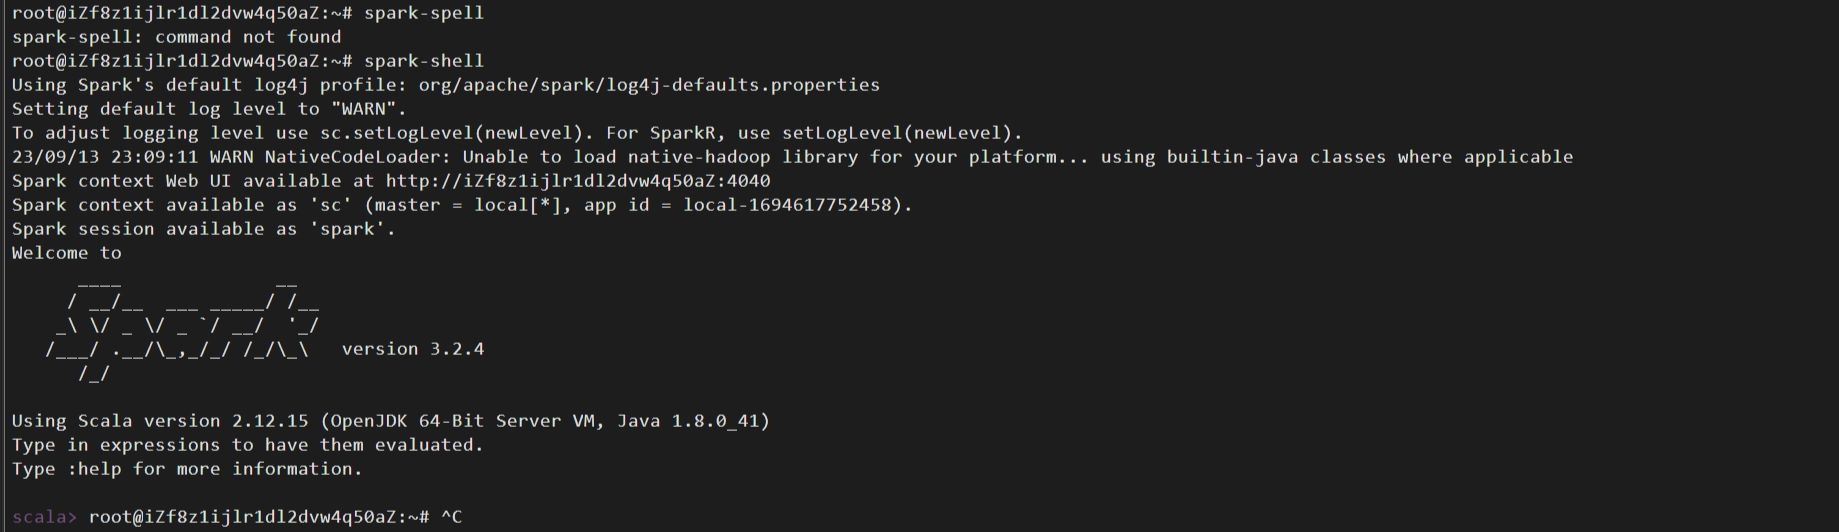 root@iZf8z1ijlr1dl2dvw4q50aZ:~# spark-spell
spark-spell: command not found
root@iZf8z1ijlr1dl2dvw4q50aZ:~# spark-shell
Using Spark's default log4j profile: org/apache/spark/log4j-defaults.properties
Setting default log level to "WARN".
To adjust logging level use sc.setLogLevel(newLevel). For SparkR, use setLogLevel(newLevel).
23/09/13 23:09:11 WARN NativeCodeLoader: Unable to load native-hadoop library for your platform... using builtin-java classes where applicable
Spark context Web UI available at http://iZf8z1ijlr1dl2dvw4q50aZ:4040
Spark context available as 'sc' (master = local[*], app id = local-1694617752458).
Spark session available as 'spark'.
Welcome to
      ____              __
     / __/__  ___ _____/ /__
    _\ \/ _ \/ _ `/ __/  '_/
   /___/ .__/\_,_/_/ /_/\_\   version 3.2.4
      /_/
Using Scala version 2.12.15 (OpenJDK 64-Bit Server VM, Java 1.8.0_41)
Type in expressions to have them evaluated.
Type :help for more information.
scala> root@iZf8z1ijlr1dl2dvw4q50aZ:~# ^C